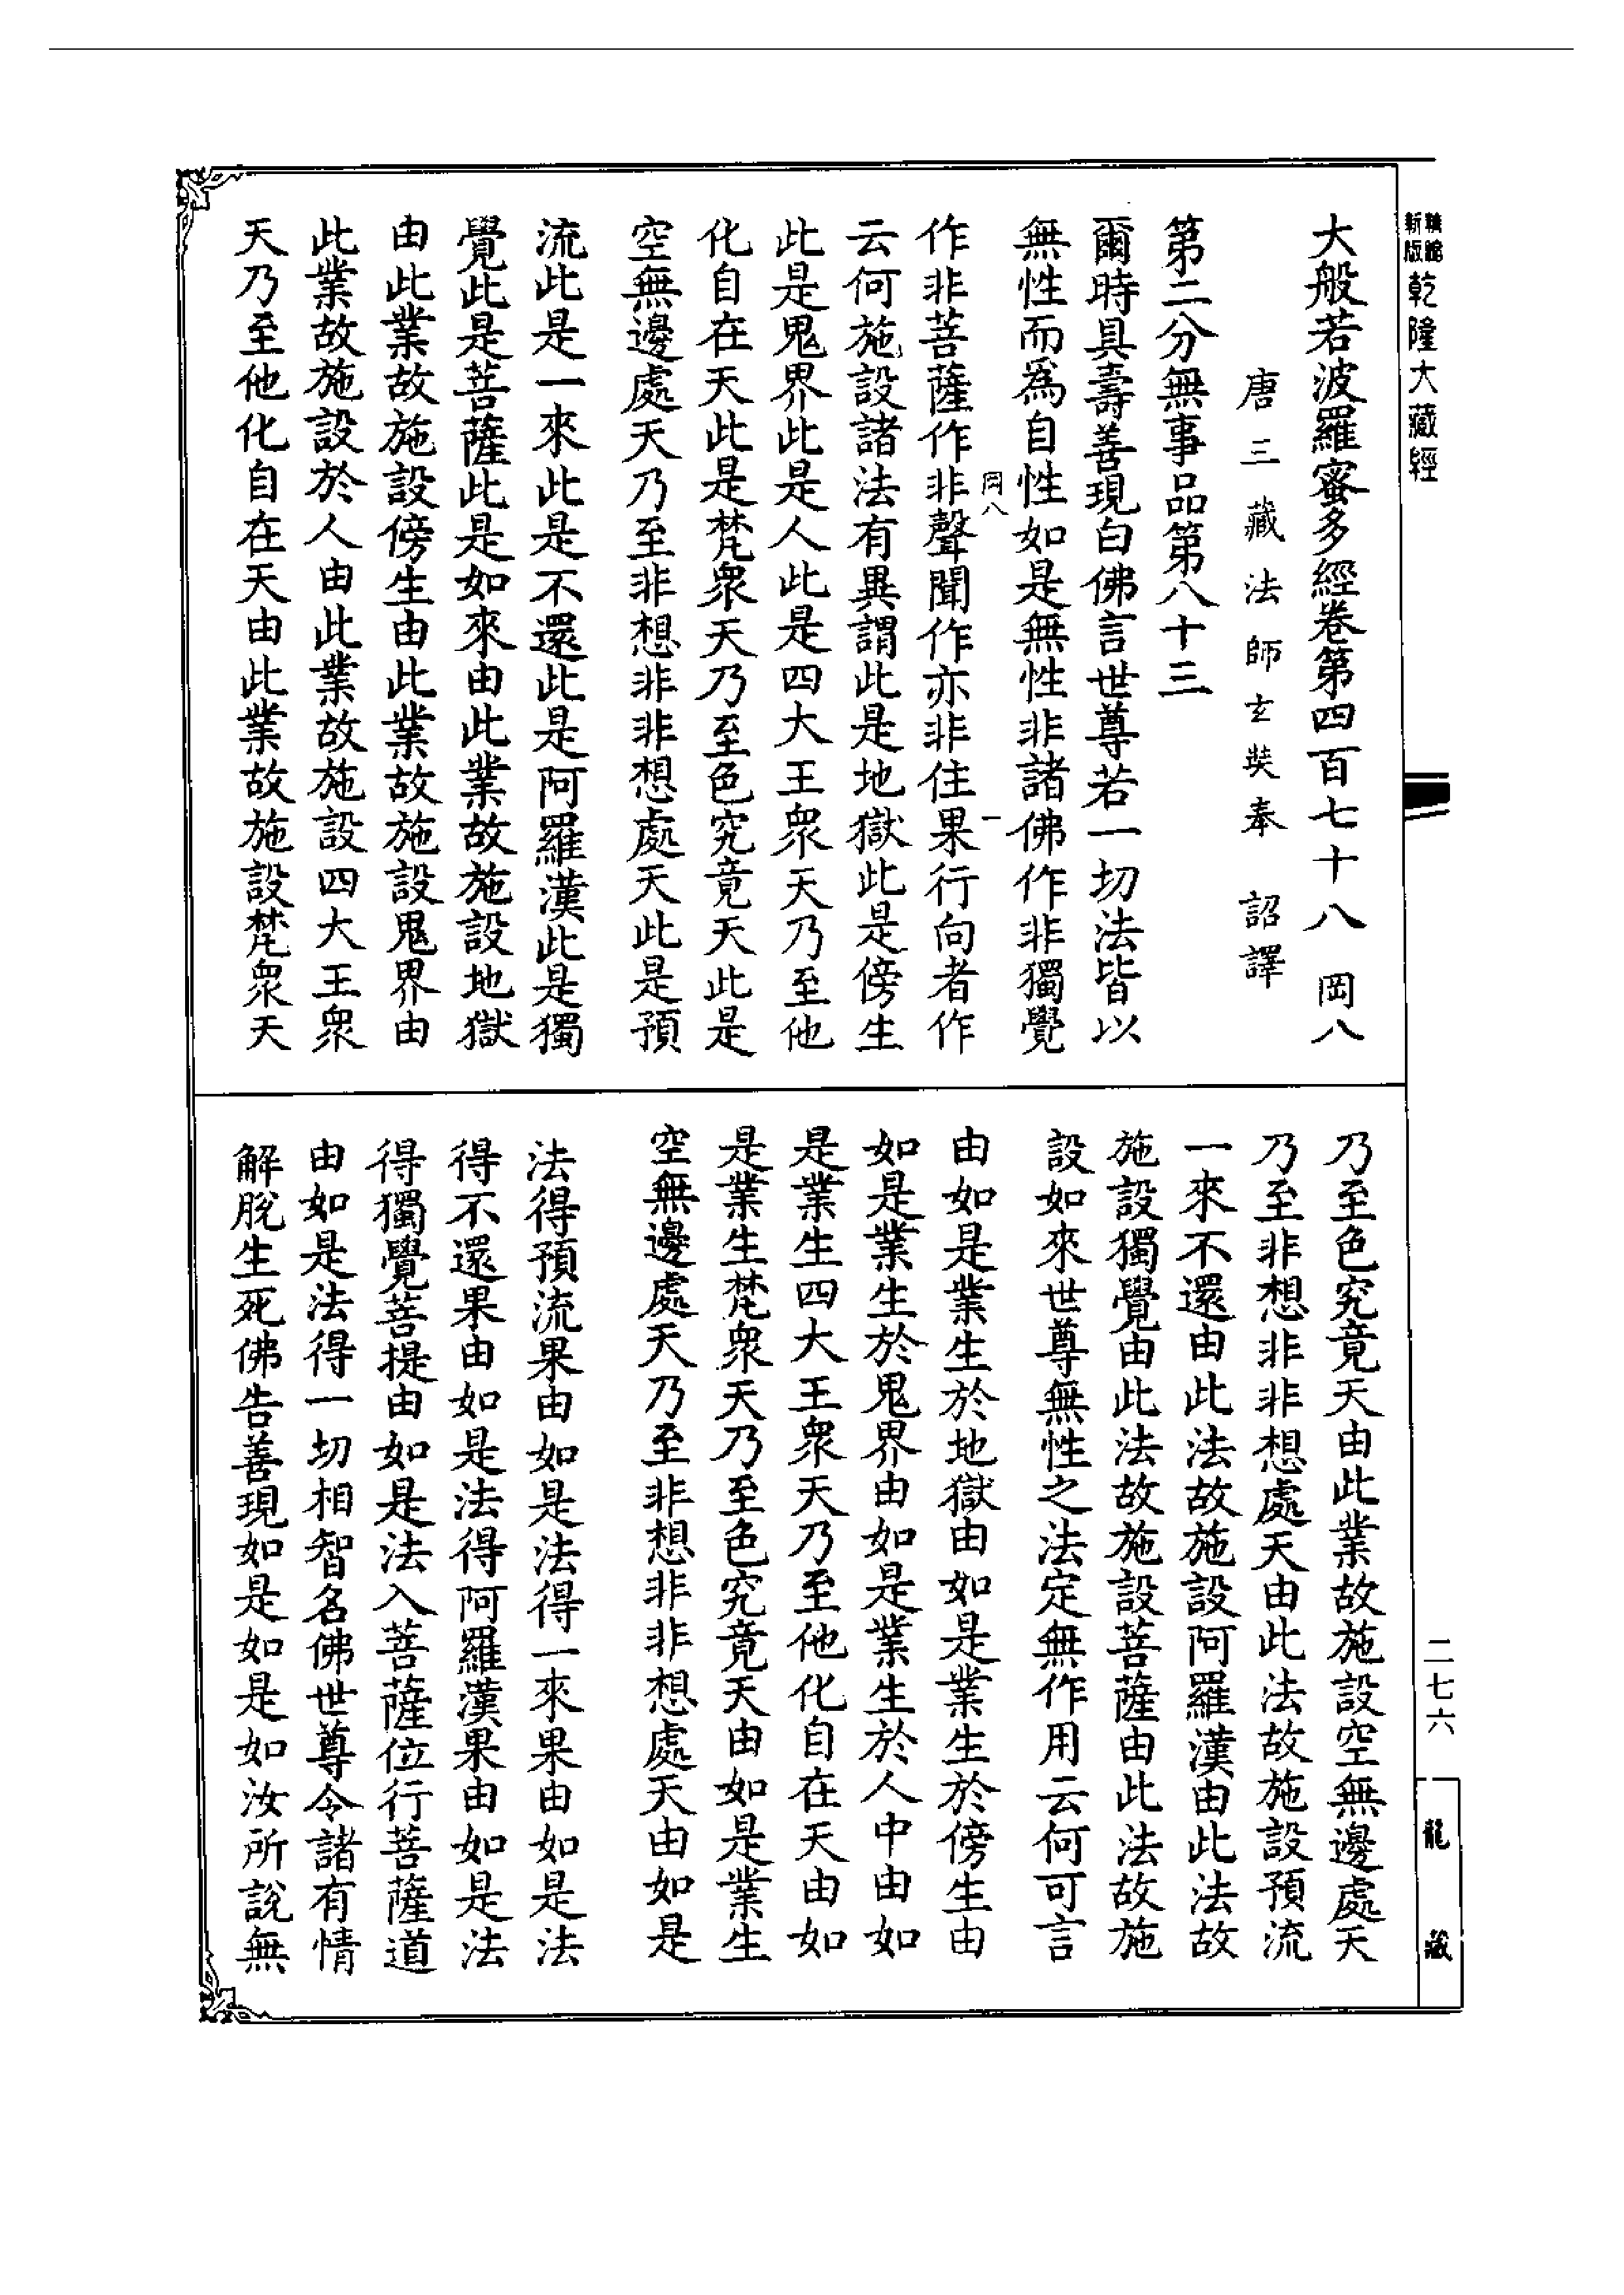 新版
乾隆大藏經
大般若波羅蜜多經卷第四百七十八　岡八
唐三藏法師玄奘奉　詔譯
第二分無事品第八十三
爾時具壽善現白佛言世尊若一切法皆以
無性而爲自性如是無性非諸佛作非獨覺
岡八　一
作非菩薩作非聲聞作亦非住果行向者作
云何施設諸法有異謂此是地獄此是傍生
此是鬼界此是人此是四大王眾天乃至他
化自在天此是梵眾天乃至色究竟天此是
空無邊處天乃至非想非非想處天此是預
流此是一來此是不還此是阿羅漢此是獨
覺此是菩薩此是如來由此業故施設地獄
由此業故施設傍生由此業故施設鬼界由
此業故施設於人由此業故施設四大王眾
天乃至他化自在天由此業故施設梵眾天
乃至色究竟天由此業故施設空無邊處天
乃至非想非非想處天由此法故施設預流
一來不還由此法故施設阿羅漢由此法故
施設獨覺由此法故施設菩薩由此法故施
設如來世尊無性之法定無作用云何可言
由如是業生於地獄由如是業生於傍生由
如是業生於鬼界由如是業生於人中由如
是業生四大王眾天乃至他化自在天由如
是業生梵眾天乃至色究竟天由如是業生
空無邊處天乃至非想非非想處天由如是
法得預流果由如是法得一來果由如是法
得不還果由如是法得阿羅漢果由如是法
得獨覺菩提由如是法入菩薩位行菩薩道
由如是法得一切相智名佛世尊令諸有情
解脫生死佛告善現如是如是如汝所說無
二七六
龍藏